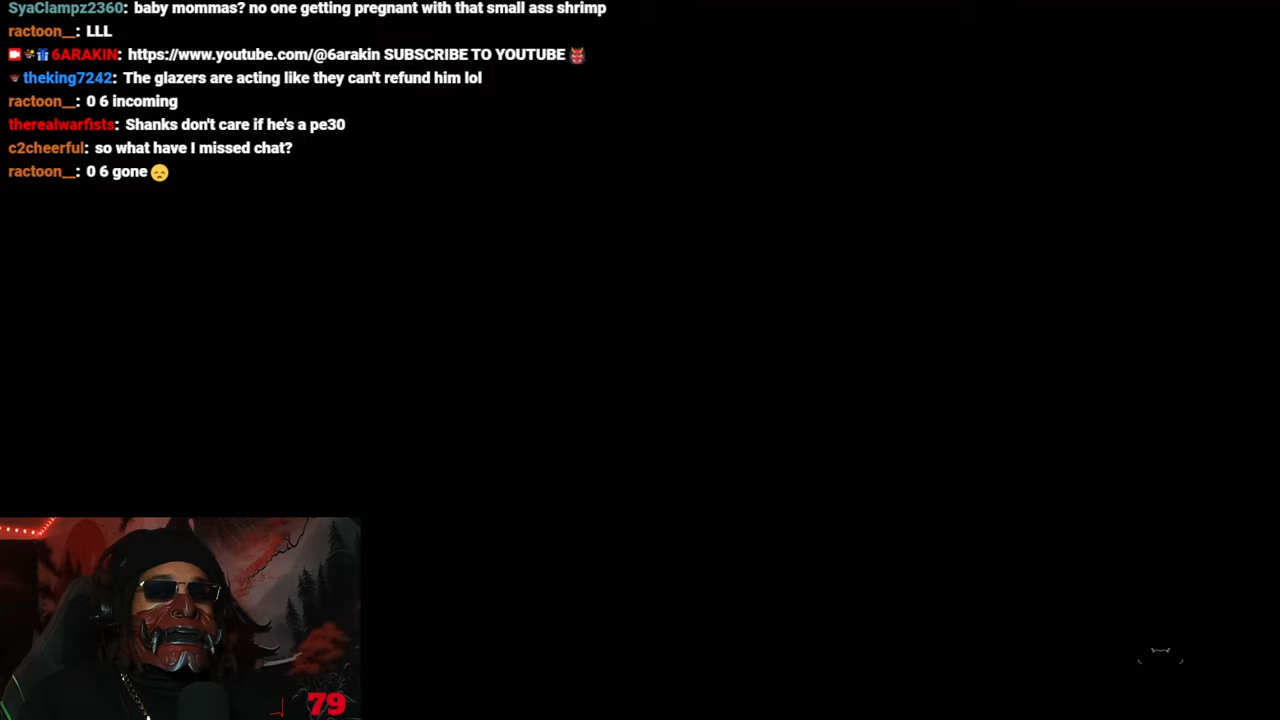 SyaClampz2360: baby mommas? no one getting pregnant with that small ass shrimp
ractoon__: LLL
6ARAKIN: https://www.youtube.com/@6arakin SUBSCRIBE TO YOUTUBE 👹
theking7242: The glazers are acting like they can't refund him lol
ractoon__: 0 6 incoming
therealwarfists: Shanks don't care if he's a pe30
c2cheerful: so what have I missed chat?
ractoon__: 0 6 gone 😞
79